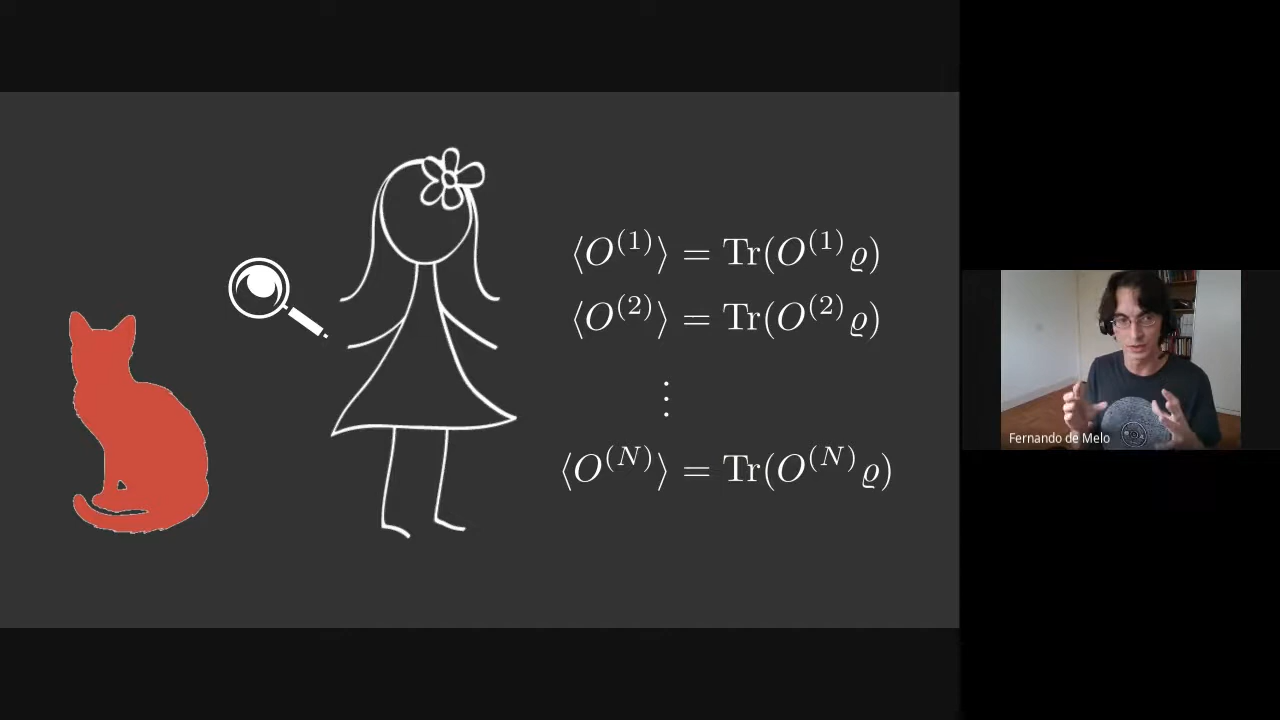 ⟨O⁽¹⁾⟩ = Tr(O⁽¹⁾ϱ)
⟨O⁽²⁾⟩ = Tr(O⁽²⁾ϱ)
⋮
⟨O⁽ᴺ⁾⟩ = Tr(O⁽ᴺ⁾ϱ)
Fernando de Melo